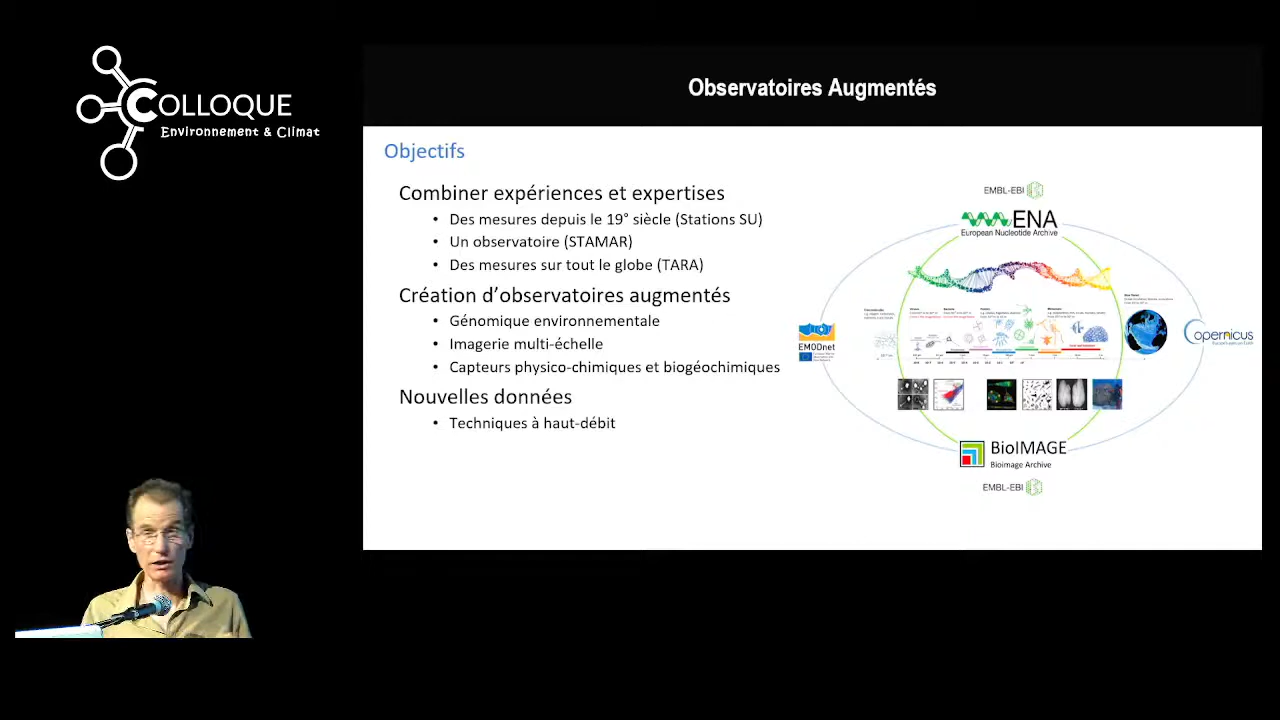 COLLOQUE
Environnement & Climat
Observatoires Augmentés
Objectifs
Combiner expériences et expertises
• Des mesures depuis le 19° siècle (Stations SU)
• Un observatoire (STAMAR)
• Des mesures sur tout le globe (TARA)
Création d'observatoires augmentés
• Génomique environnementale
• Imagerie multi-échelle
• Capteurs physico-chimiques et biogéochimiques
Nouvelles données
• Techniques à haut-débit
EMBL-EBI
ENA
European Nucleotide Archive
EMODnet
Copernicus
BioIMAGE
Bioimage Archive
EMBL-EBI